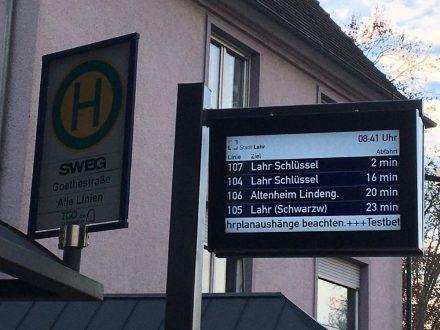 H
SWEG
Goethestraße
Alle Linien
TGO
Stadt Lahr
08:41 Uhr
Linie Ziel Abfahrt
107 Lahr Schlüssel 2 min
104 Lahr Schlüssel 16 min
106 Altenheim Lindeng. 20 min
105 Lahr (Schwarzw) 23 min
hrplanaushänge beachten.+++Testbet